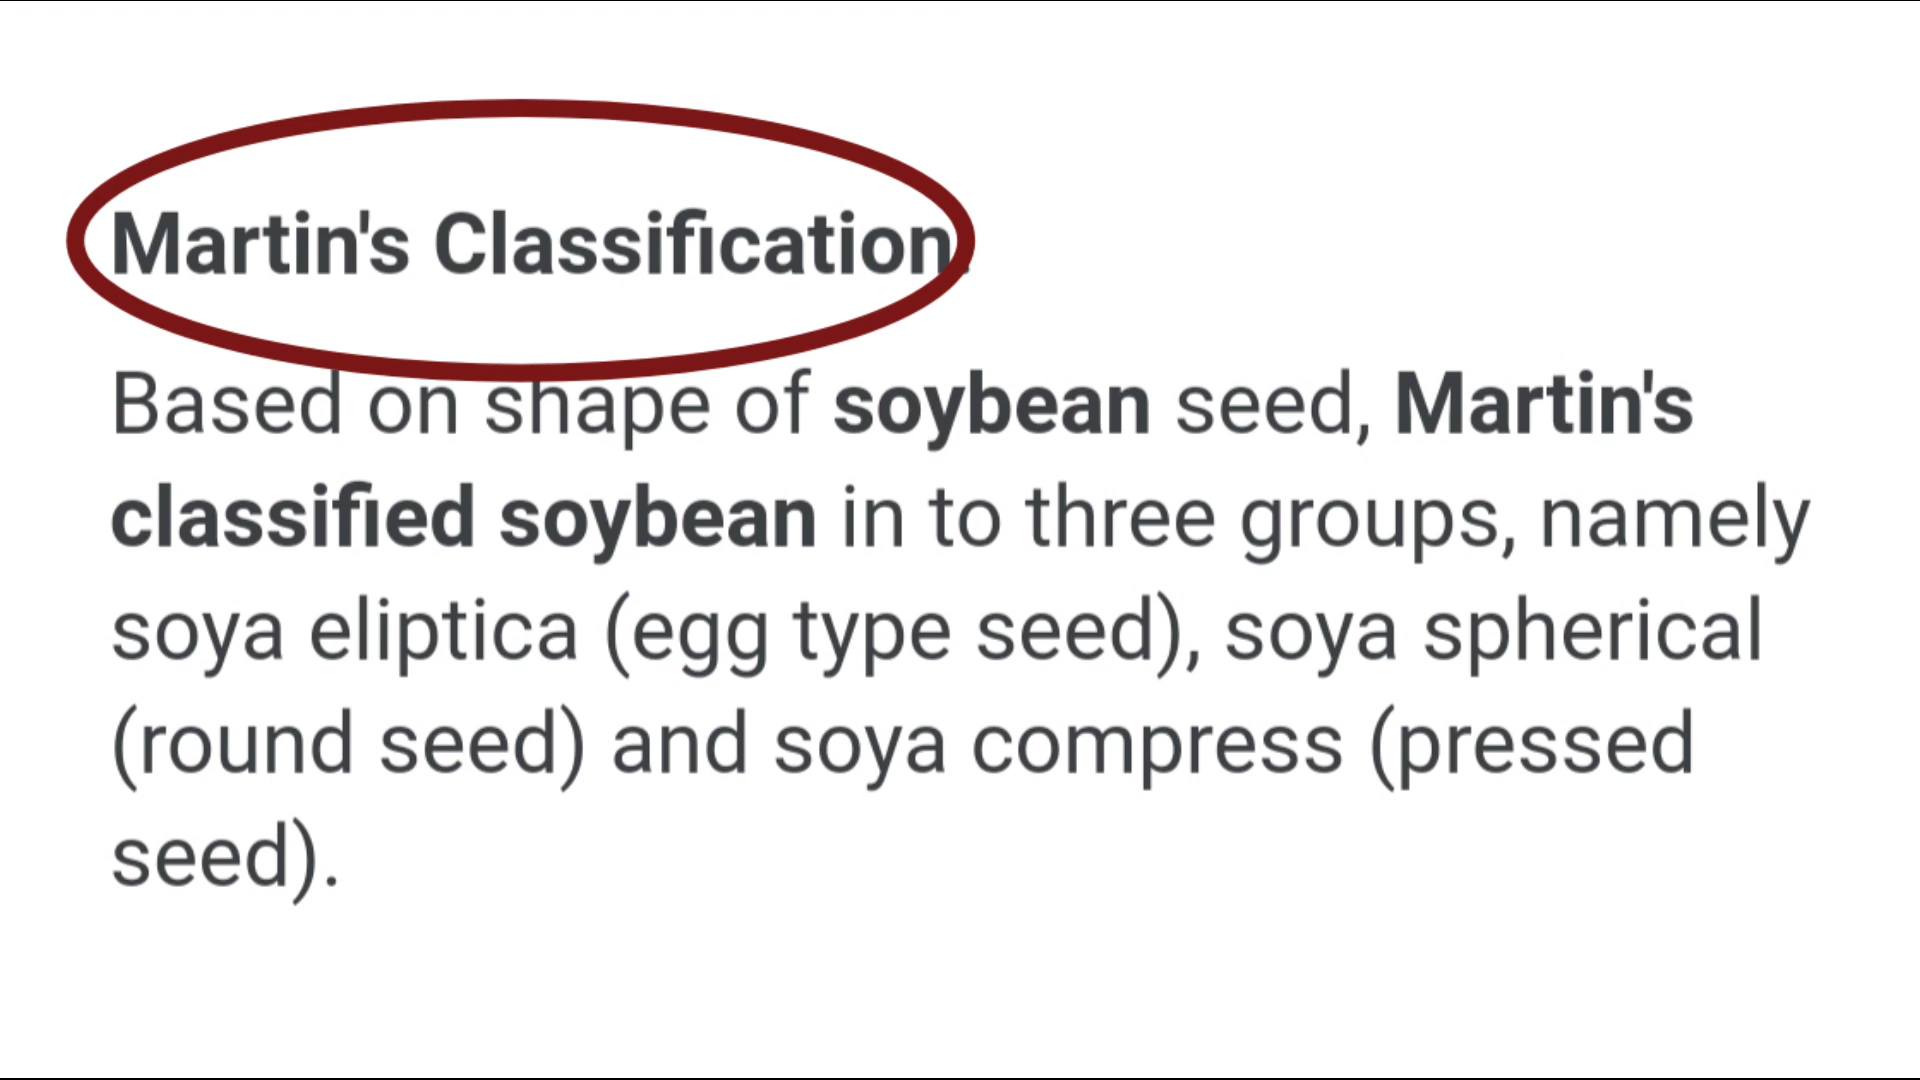 Martin's Classification.
Based on shape of soybean seed, Martin's
classified soybean in to three groups, namely
soya eliptica (egg type seed), soya spherical
(round seed) and soya compress (pressed
seed).